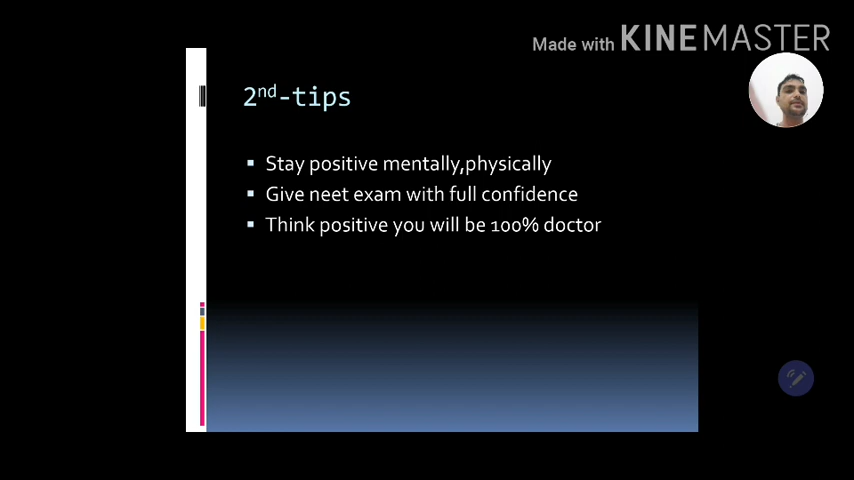 Made with KINEMASTER
2nd-tips
Stay positive mentally,physically
Give neet exam with full confidence
Think positive you will be 100% doctor